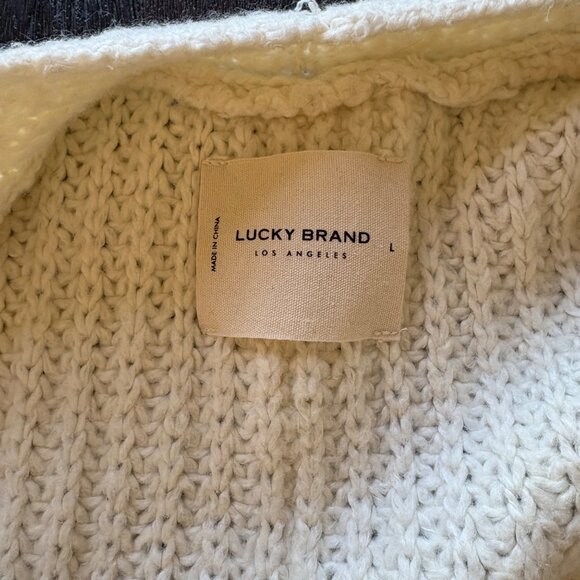 MADE IN CHINA
LUCKY BRAND
LOS ANGELES
L